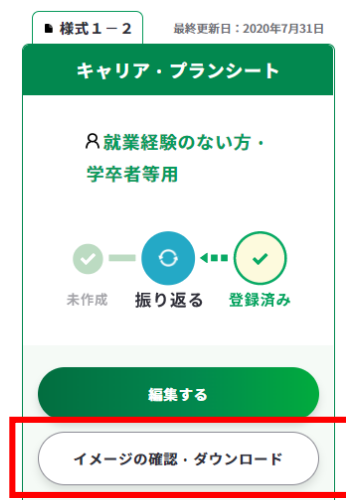 様式１－２
最終更新日：2020年7月31日
キャリア・プランシート
就業経験のない方・
学卒者等用
未作成
振り返る
登録済み
編集する
イメージの確認・ダウンロード